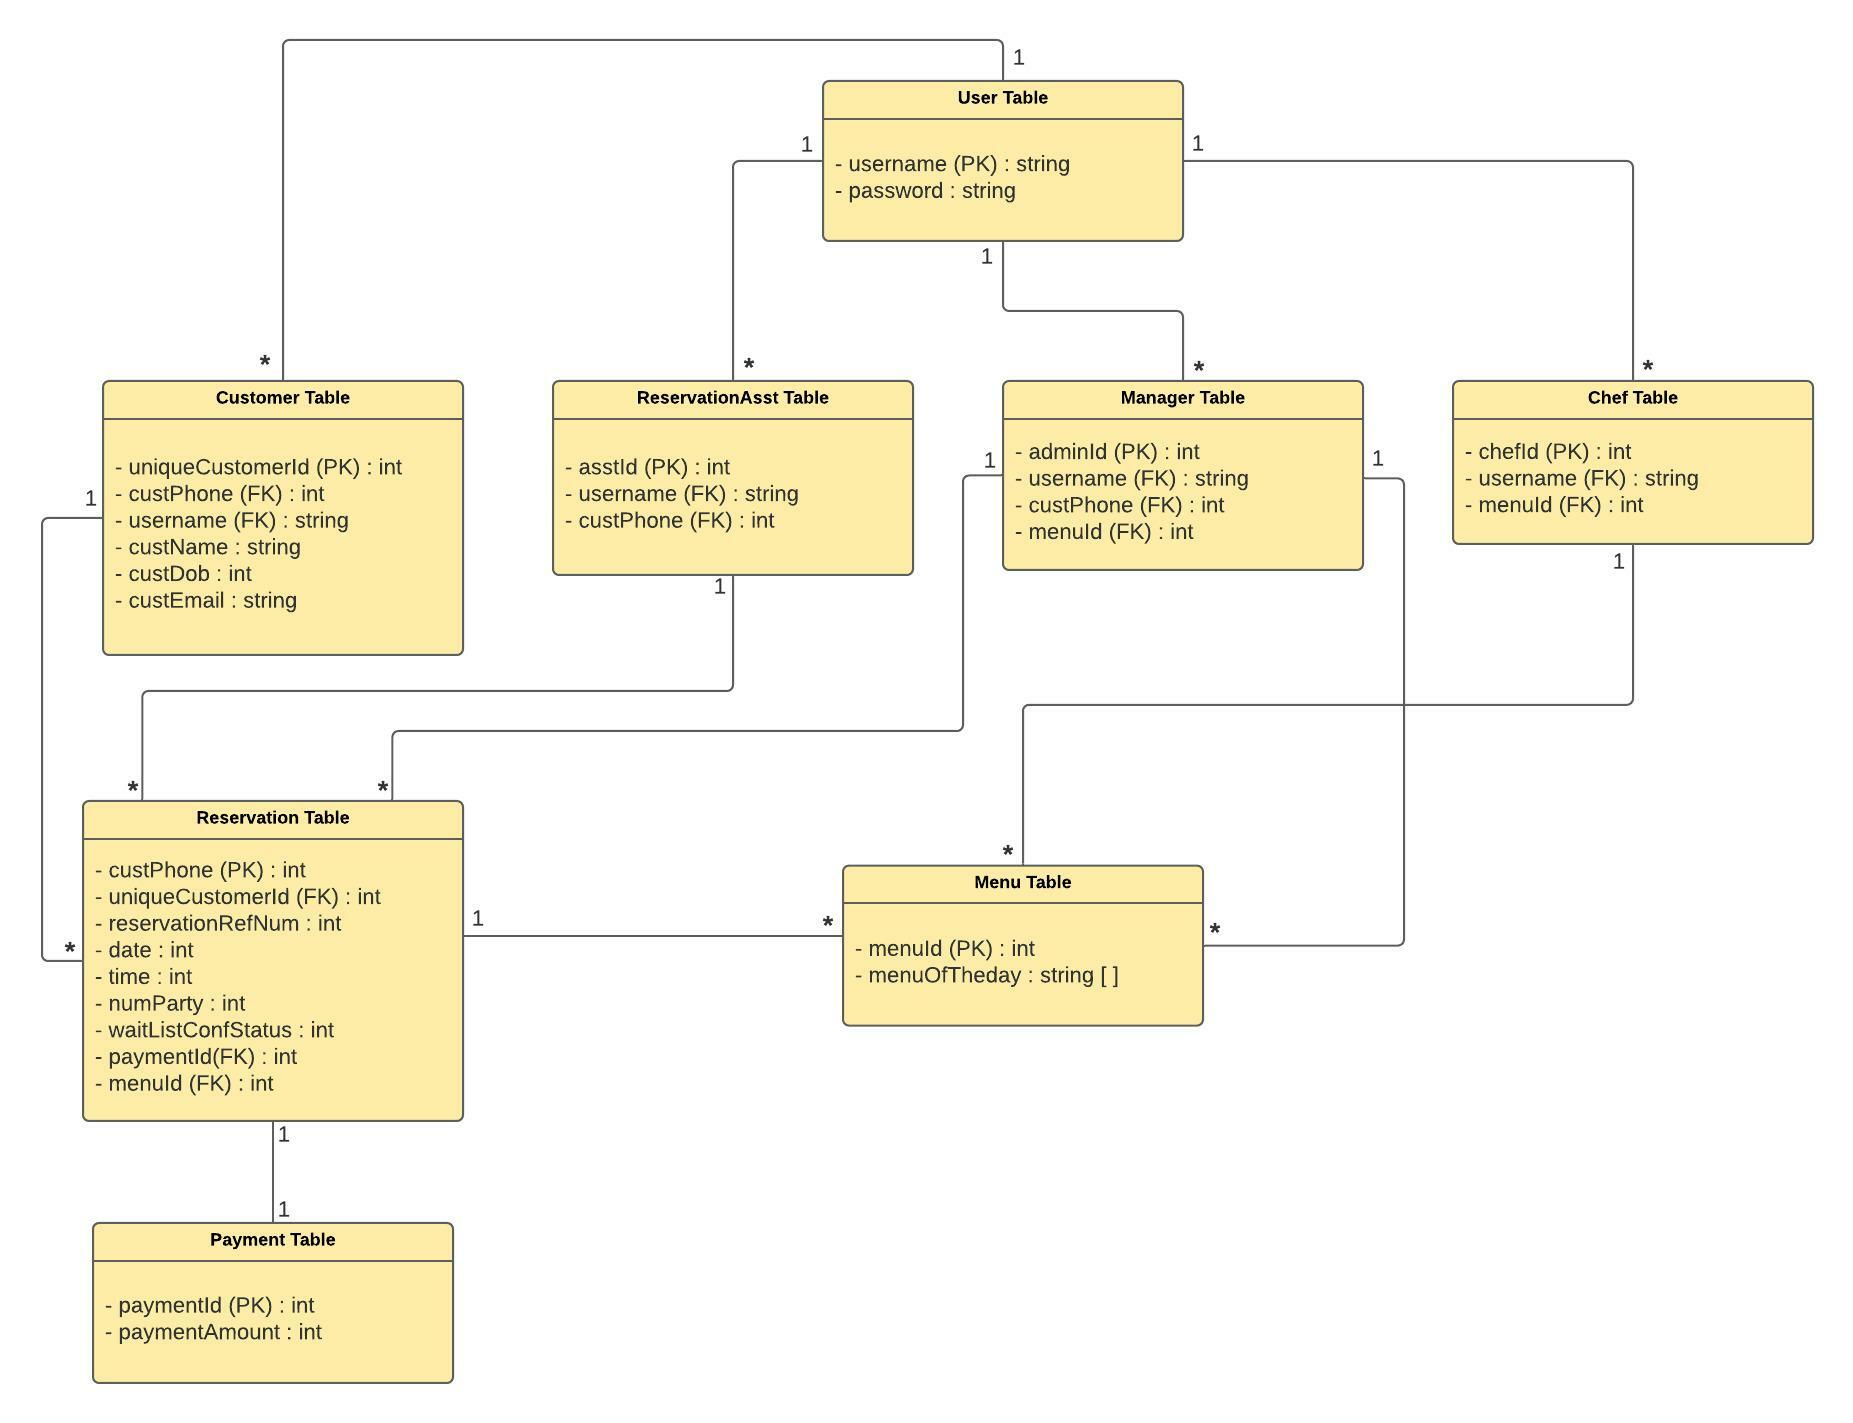 1
User Table
1
1
- username (PK) : string
- password : string
1
*
*
*
*
Customer Table
- uniqueCustomerId (PK) : int
- custPhone (FK) : int
- username (FK) : string
- custName : string
- custDob : int
- custEmail : string
1
ReservationAsst Table
- asstId (PK) : int
- username (FK) : string
- custPhone (FK) : int
1
Manager Table
- adminId (PK) : int
- username (FK) : string
- custPhone (FK) : int
- menuId (FK) : int
1
1
Chef Table
- chefId (PK) : int
- username (FK) : string
- menuId (FK) : int
1
*
*
Reservation Table
- custPhone (PK) : int
- uniqueCustomerId (FK) : int
- reservationRefNum : int
- date : int
- time : int
- numParty : int
- waitListConfStatus : int
- paymentId(FK) : int
- menuId (FK) : int
*
1
*
*
Menu Table
- menuId (PK) : int
- menuOfTheday : string [ ]
*
1
1
Payment Table
- paymentId (PK) : int
- paymentAmount : int